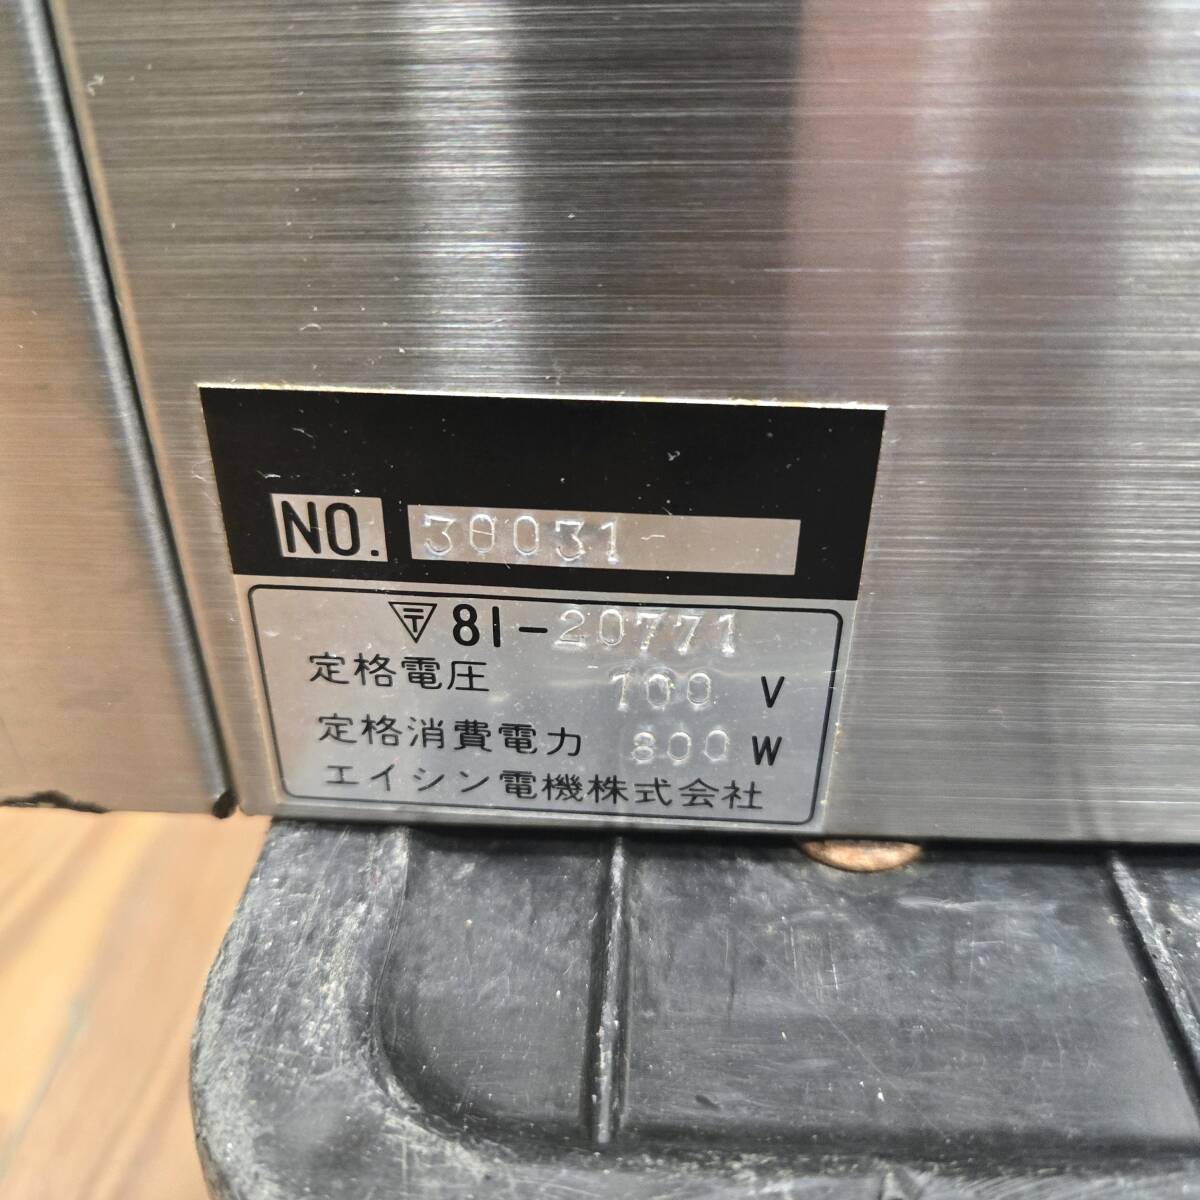 NO. 30031
〒 81-20771
定格電圧 100 V
定格消費電力 800 W
エイシン電機株式会社